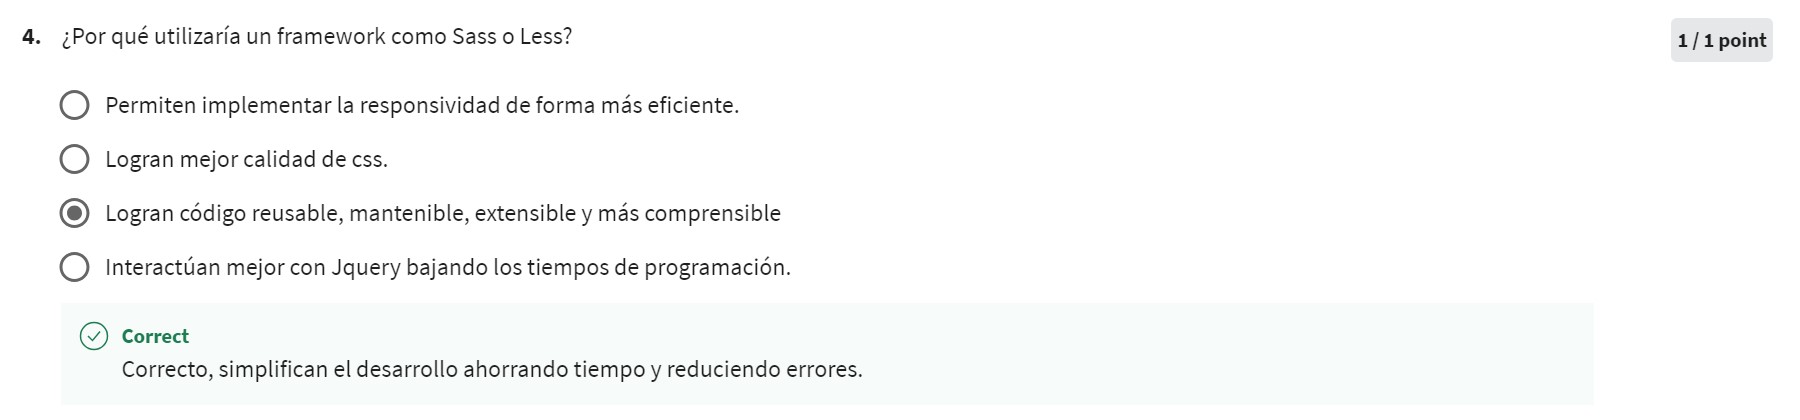 4. ¿Por qué utilizaría un framework como Sass o Less?
1 / 1 point
Permiten implementar la responsividad de forma más eficiente.
Logran mejor calidad de css.
Logran código reusable, mantenible, extensible y más comprensible
Interactúan mejor con Jquery bajando los tiempos de programación.
Correct
Correcto, simplifican el desarrollo ahorrando tiempo y reduciendo errores.